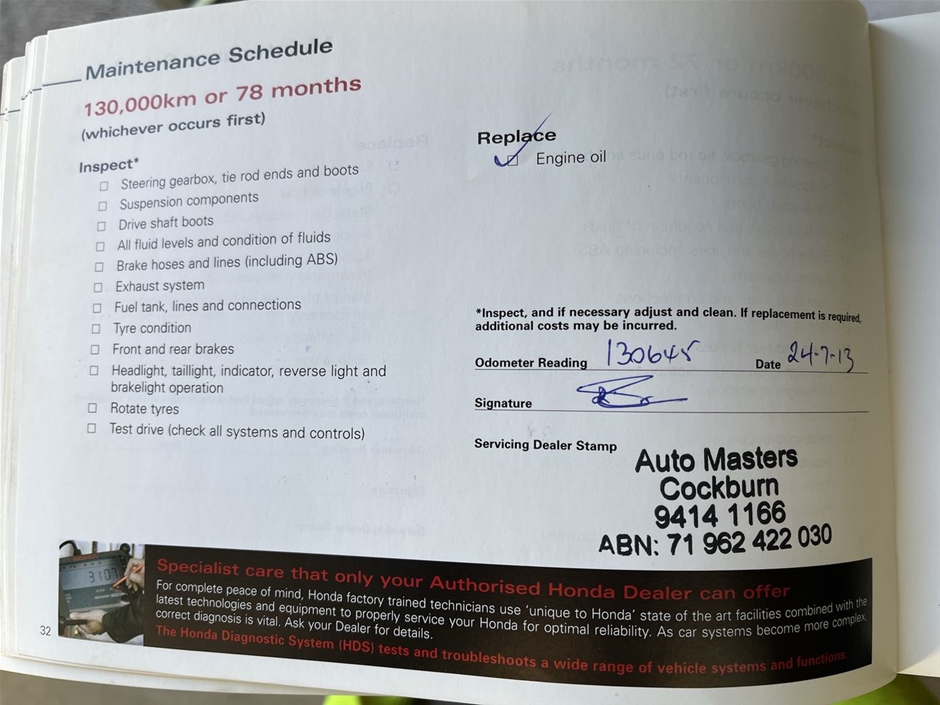 Maintenance Schedule
130,000km or 78 months
(whichever occurs first)
Inspect*
Steering gearbox, tie rod ends and boots
Suspension components
Drive shaft boots
All fluid levels and condition of fluids
Brake hoses and lines (including ABS)
Exhaust system
Fuel tank, lines and connections
Tyre condition
Front and rear brakes
Headlight, taillight, indicator, reverse light and
brakelight operation
Rotate tyres
Test drive (check all systems and controls)
Replace
Engine oil
*Inspect, and if necessary adjust and clean. If replacement is required,
additional costs may be incurred.
Odometer Reading 130645 Date 24-7-13
Signature
Servicing Dealer Stamp
Auto Masters
Cockburn
9414 1166
ABN: 71 962 422 030
3107
Specialist care that only your Authorised Honda Dealer can offer
For complete peace of mind, Honda factory trained technicians use 'unique to Honda' state of the art facilities combined with the
latest technologies and equipment to properly service your Honda for optimal reliability. As car systems become more complex,
correct diagnosis is vital. Ask your Dealer for details.
The Honda Diagnostic System (HDS) tests and troubleshoots a wide range of vehicle systems and functions.
32